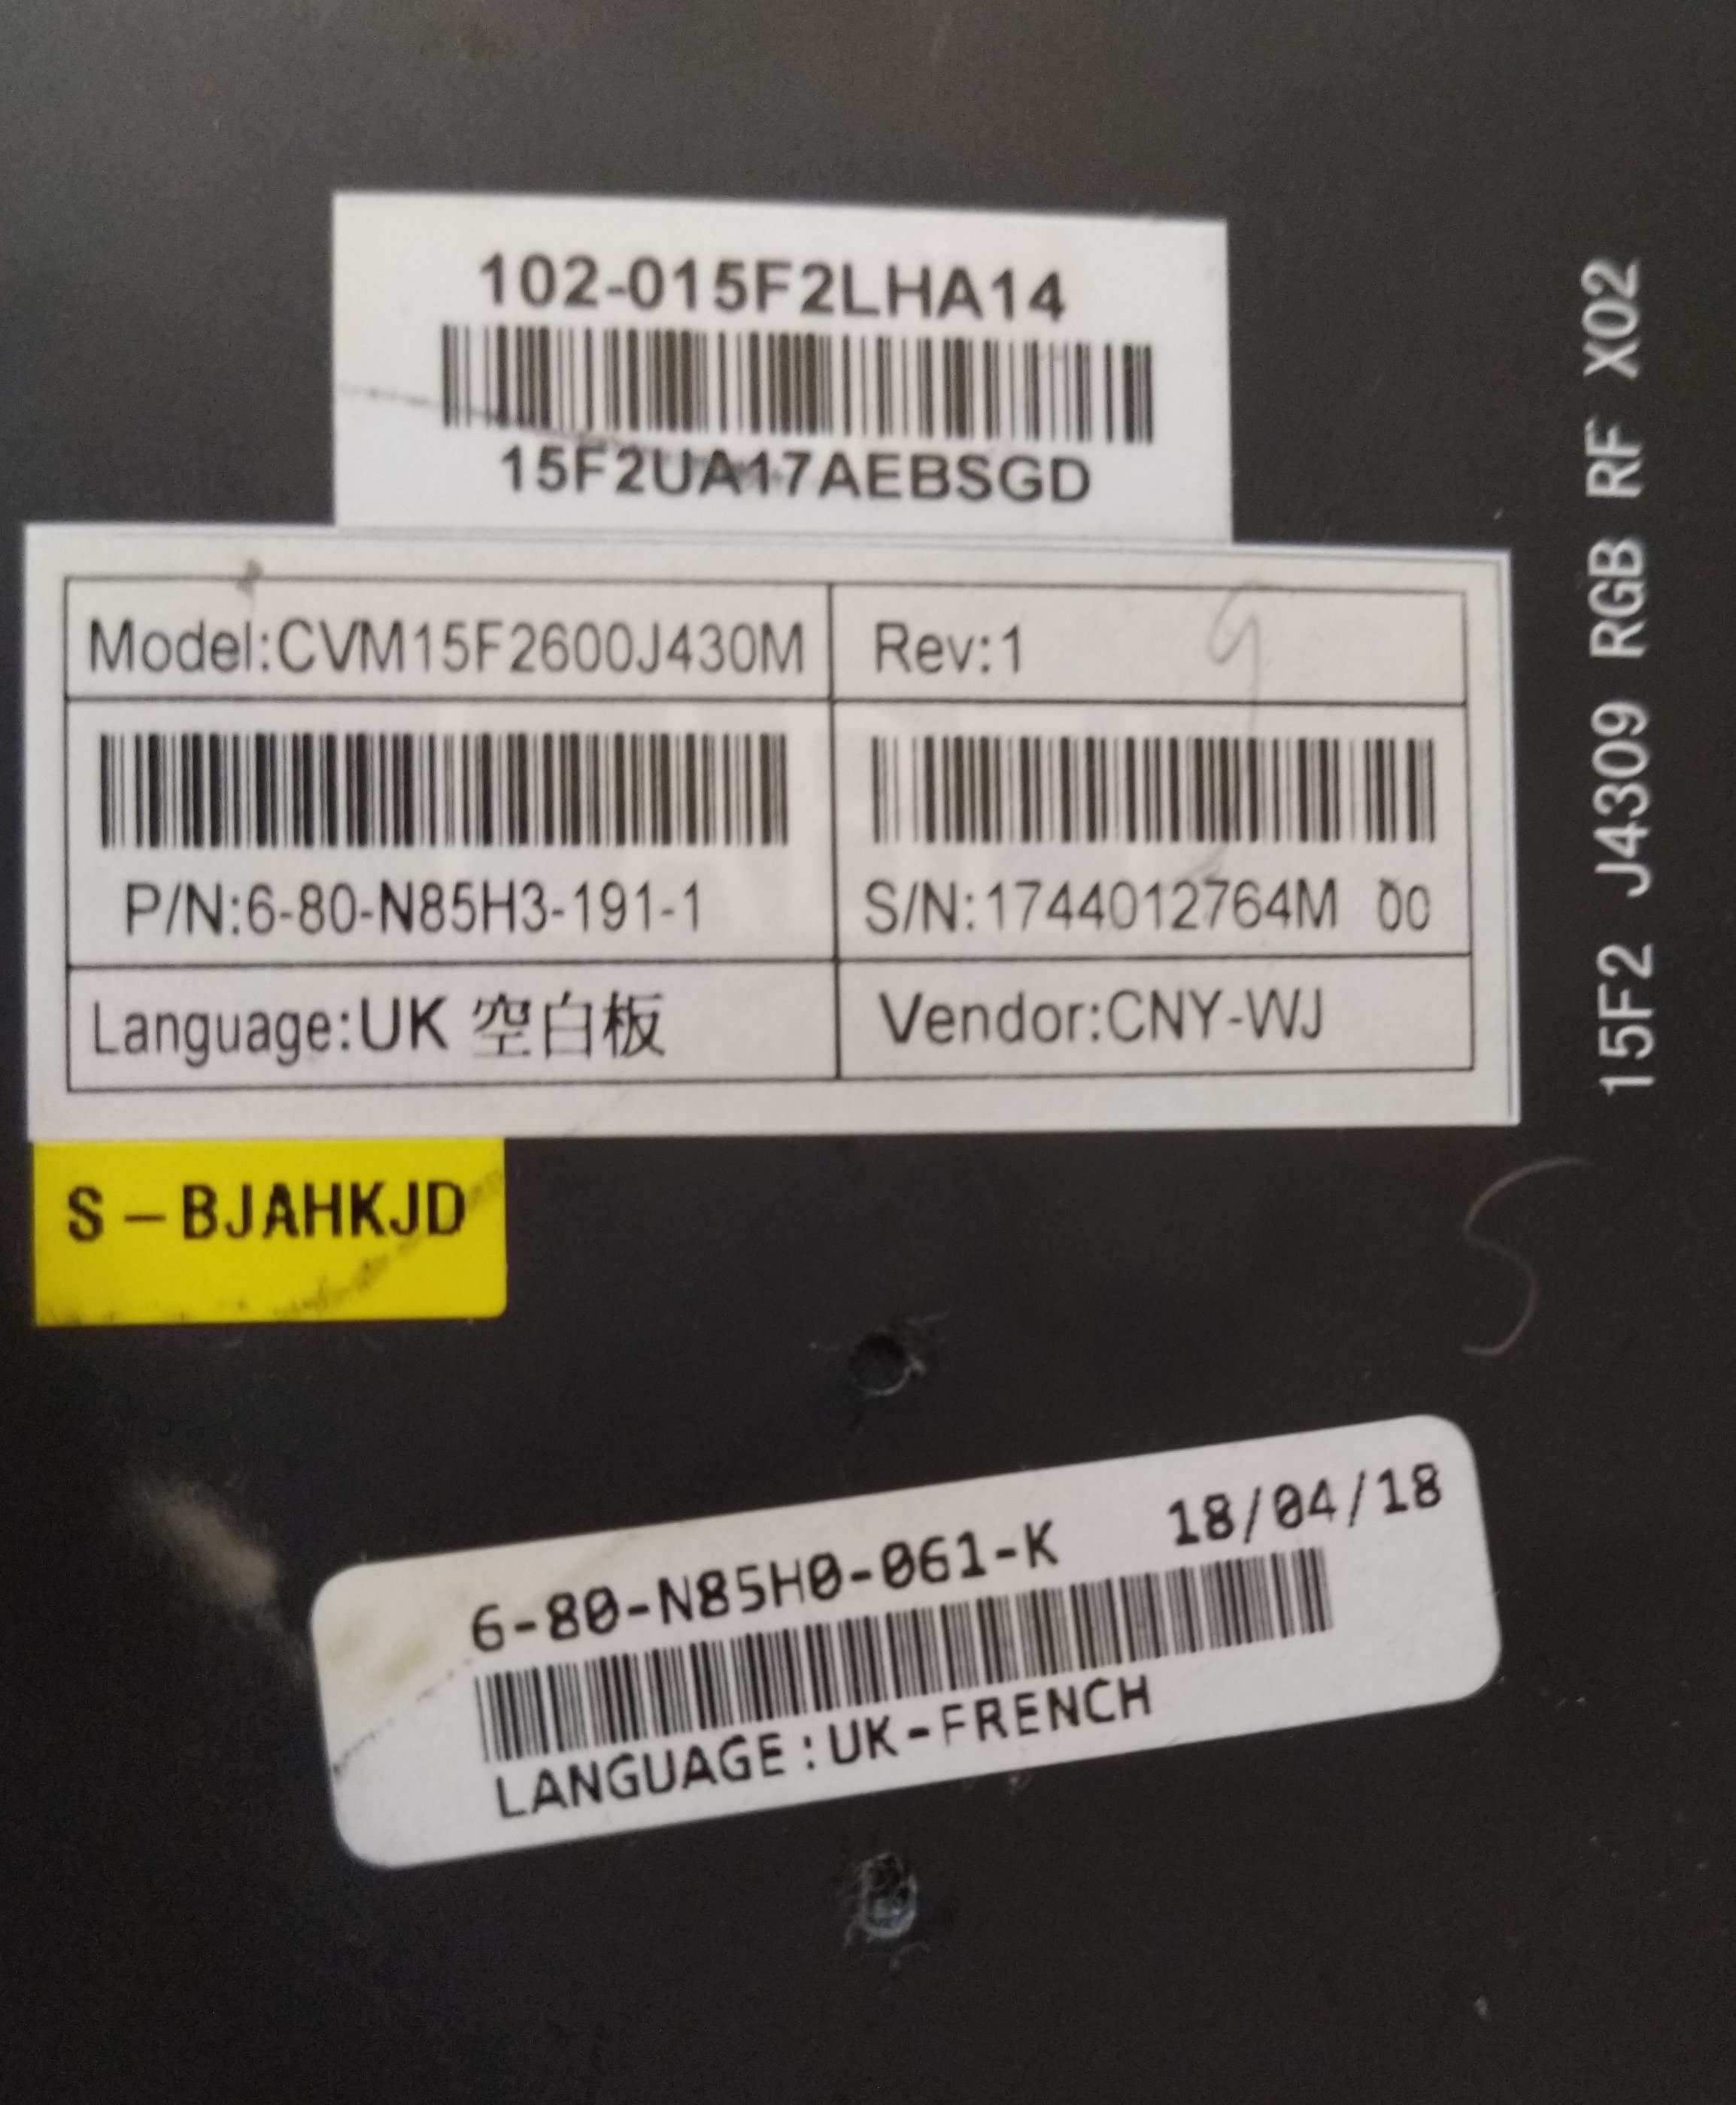 102-015F2LHA14
15F2UA17AEBSGD
Model:CVM15F2600J430M
Rev:1
P/N:6-80-N85H3-191-1
S/N:1744012764M 00
Language:UK 空白板
Vendor:CNY-WJ
S-BJAHKJD
15F2 J4309 RGB RF X02
6-80-N85H0-061-K 18/04/18
LANGUAGE:UK-FRENCH